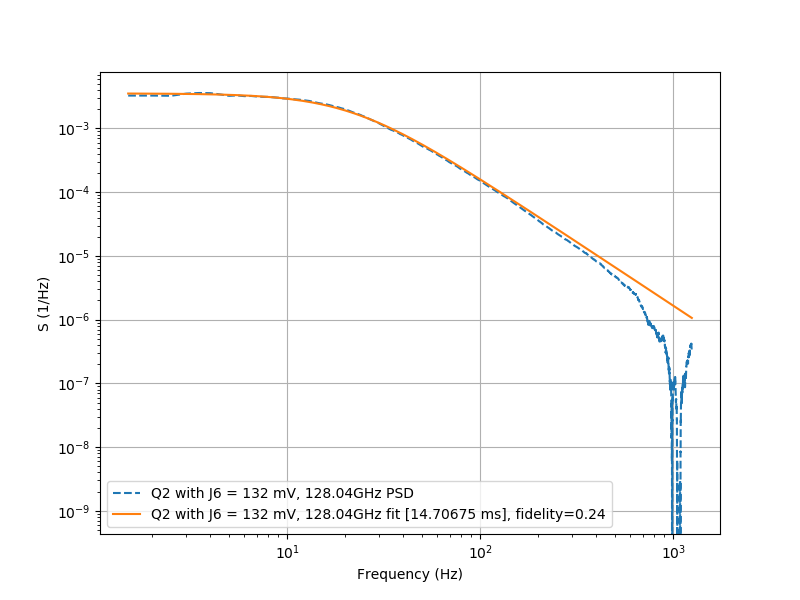 10⁻³
10⁻⁴
10⁻⁵
10⁻⁶
10⁻⁷
10⁻⁸
10⁻⁹
S (1/Hz)
Q2 with J6 = 132 mV, 128.04GHz PSD
Q2 with J6 = 132 mV, 128.04GHz fit [14.70675 ms], fidelity=0.24
10¹ 10² 10³
Frequency (Hz)